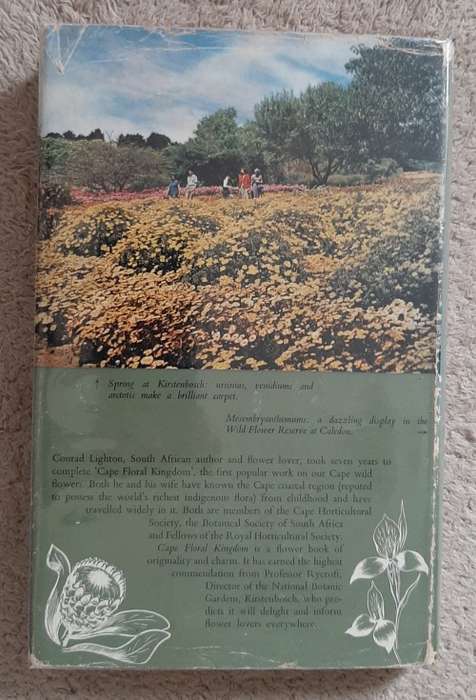 ↑ Spring at Kirstenbosch: ursinias, venidiums and
arctotis make a brilliant carpet.
Mesembryanthemums: a dazzling display in the
Wild Flower Reserve at Caledon. →
Conrad Lighton, South African author and flower lover, took seven years to
complete 'Cape Floral Kingdom', the first popular work on our Cape wild
flowers. Both he and his wife have known the Cape coastal region (reputed
to possess the world's richest indigenous flora) from childhood and have
travelled widely in it. Both are members of the Cape Horticultural
Society, the Botanical Society of South Africa
and Fellows of the Royal Horticultural Society.
Cape Floral Kingdom is a flower book of
originality and charm. It has earned the highest
commendation from Professor Rycroft,
Director of the National Botanic
Gardens, Kirstenbosch, who pre-
dicts it will delight and inform
flower lovers everywhere.